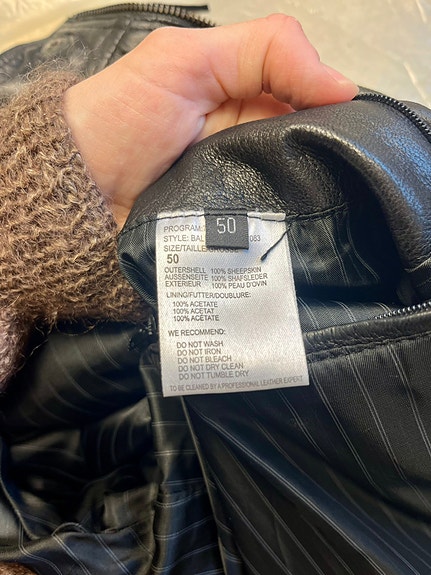 50
PROGRAM:
STYLE: BAL 083
SIZE/TAILLE
50
OUTERSHELL 100% SHEEPSKIN
AUSSENSEITE 100% SHAFSLEDER
EXTERIEUR 100% PEAU D'OVIN
LINING/FUTTER/DOUBLURE:
100% ACETATE
100% ACETAT
100% ACÉTATE
WE RECOMMEND:
DO NOT WASH
DO NOT IRON
DO NOT BLEACH
DO NOT DRY CLEAN
DO NOT TUMBLE DRY
TO BE CLEANED BY A PROFESSIONAL LEATHER EXPERT